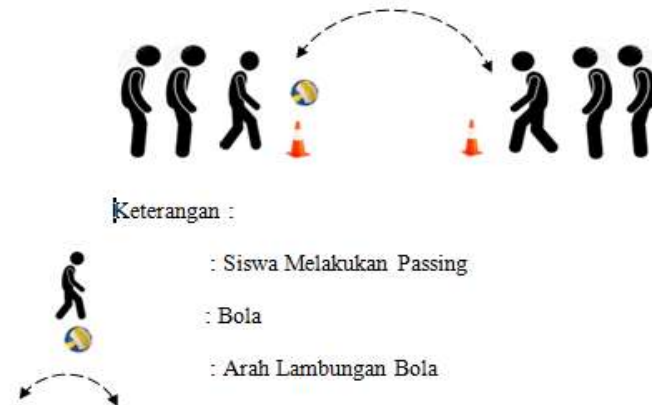 Keterangan :
: Siswa Melakukan Passing
: Bola
: Arah Lambungan Bola